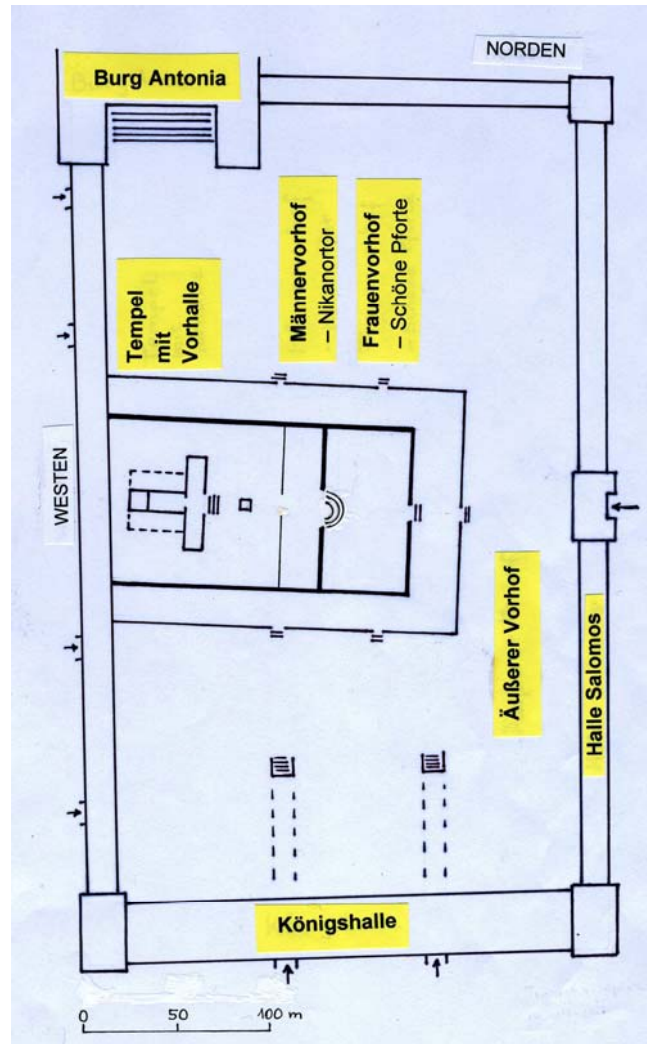 NORDEN
Burg Antonia
Männervorhof
– Nikanortor
Frauenvorhof
– Schöne Pforte
Tempel
mit
Vorhalle
WESTEN
Äußerer Vorhof
Halle Salomos
Königshalle
0 50 100 m